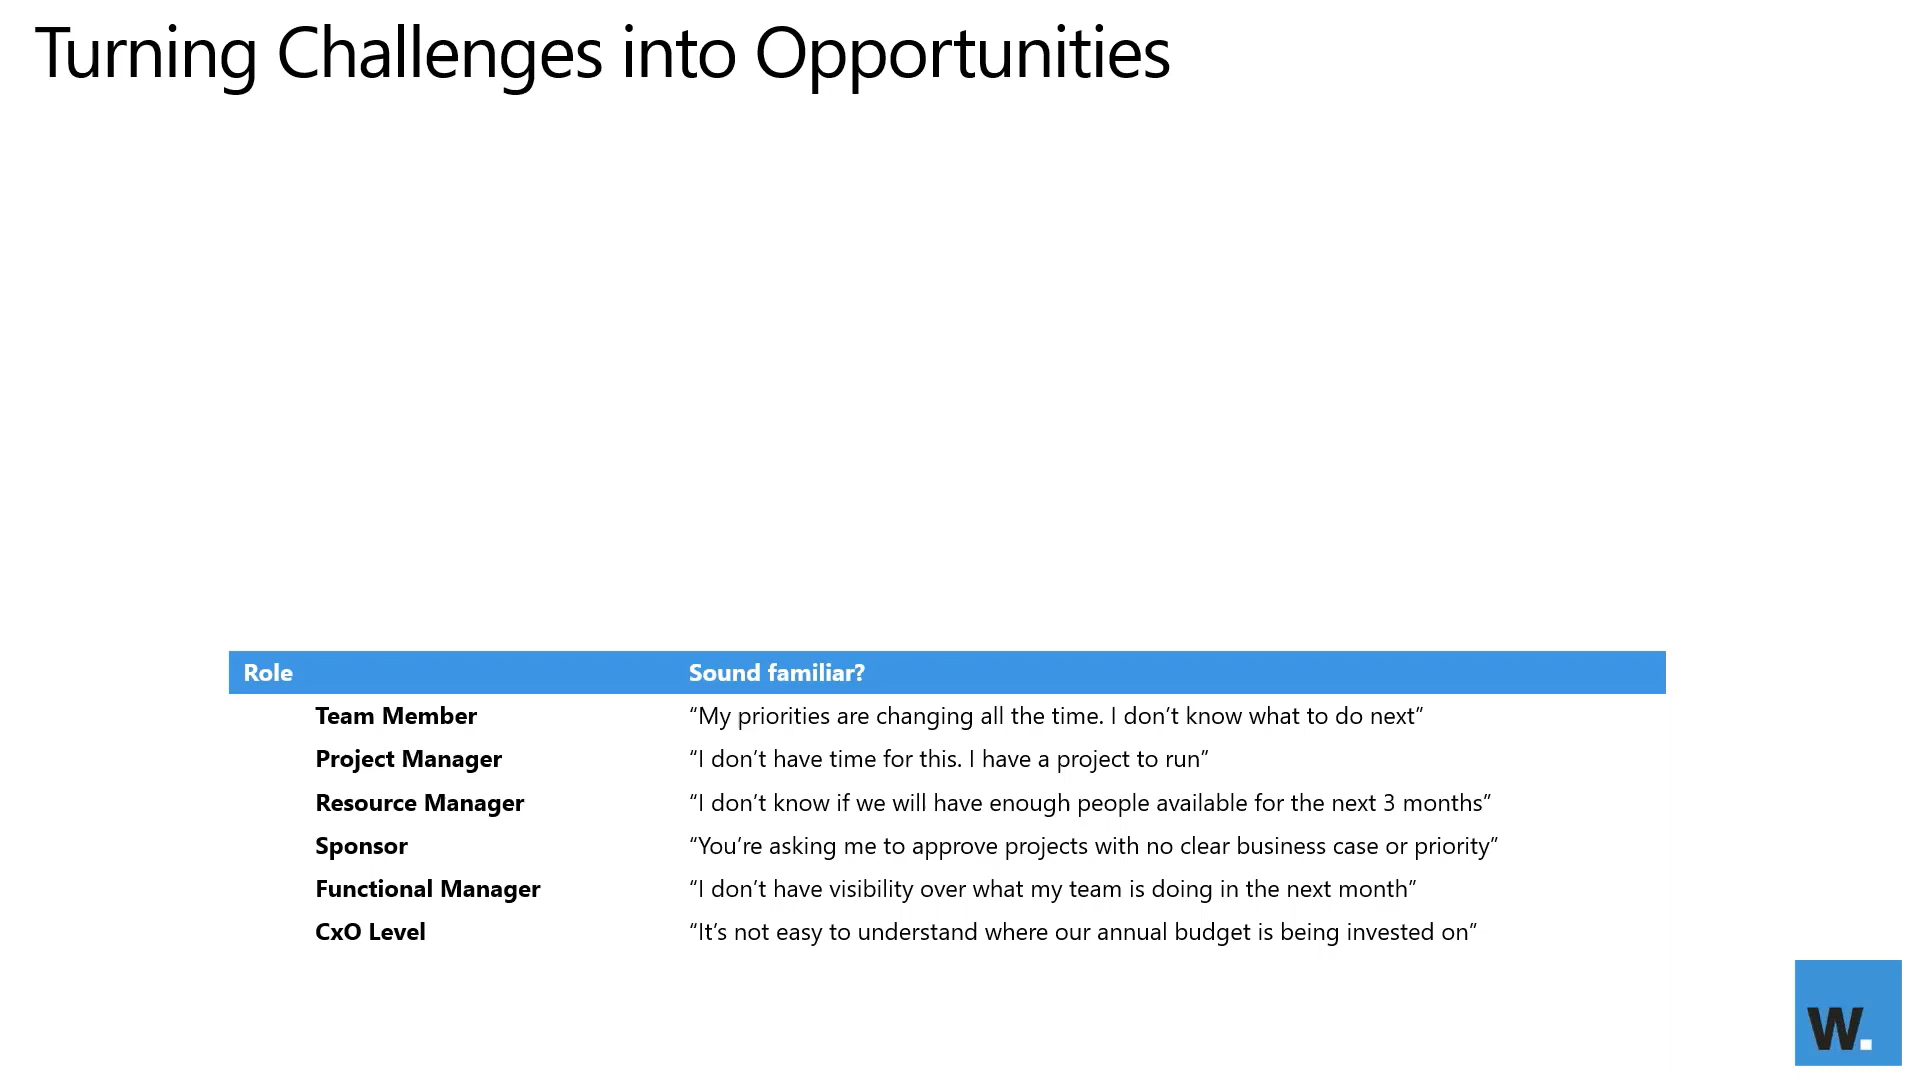 Turning Challenges into Opportunities
Role Sound familiar?
Team Member “My priorities are changing all the time. I don’t know what to do next”
Project Manager “I don’t have time for this. I have a project to run”
Resource Manager “I don’t know if we will have enough people available for the next 3 months”
Sponsor “You’re asking me to approve projects with no clear business case or priority”
Functional Manager “I don’t have visibility over what my team is doing in the next month”
CxO Level “It’s not easy to understand where our annual budget is being invested on”
W.